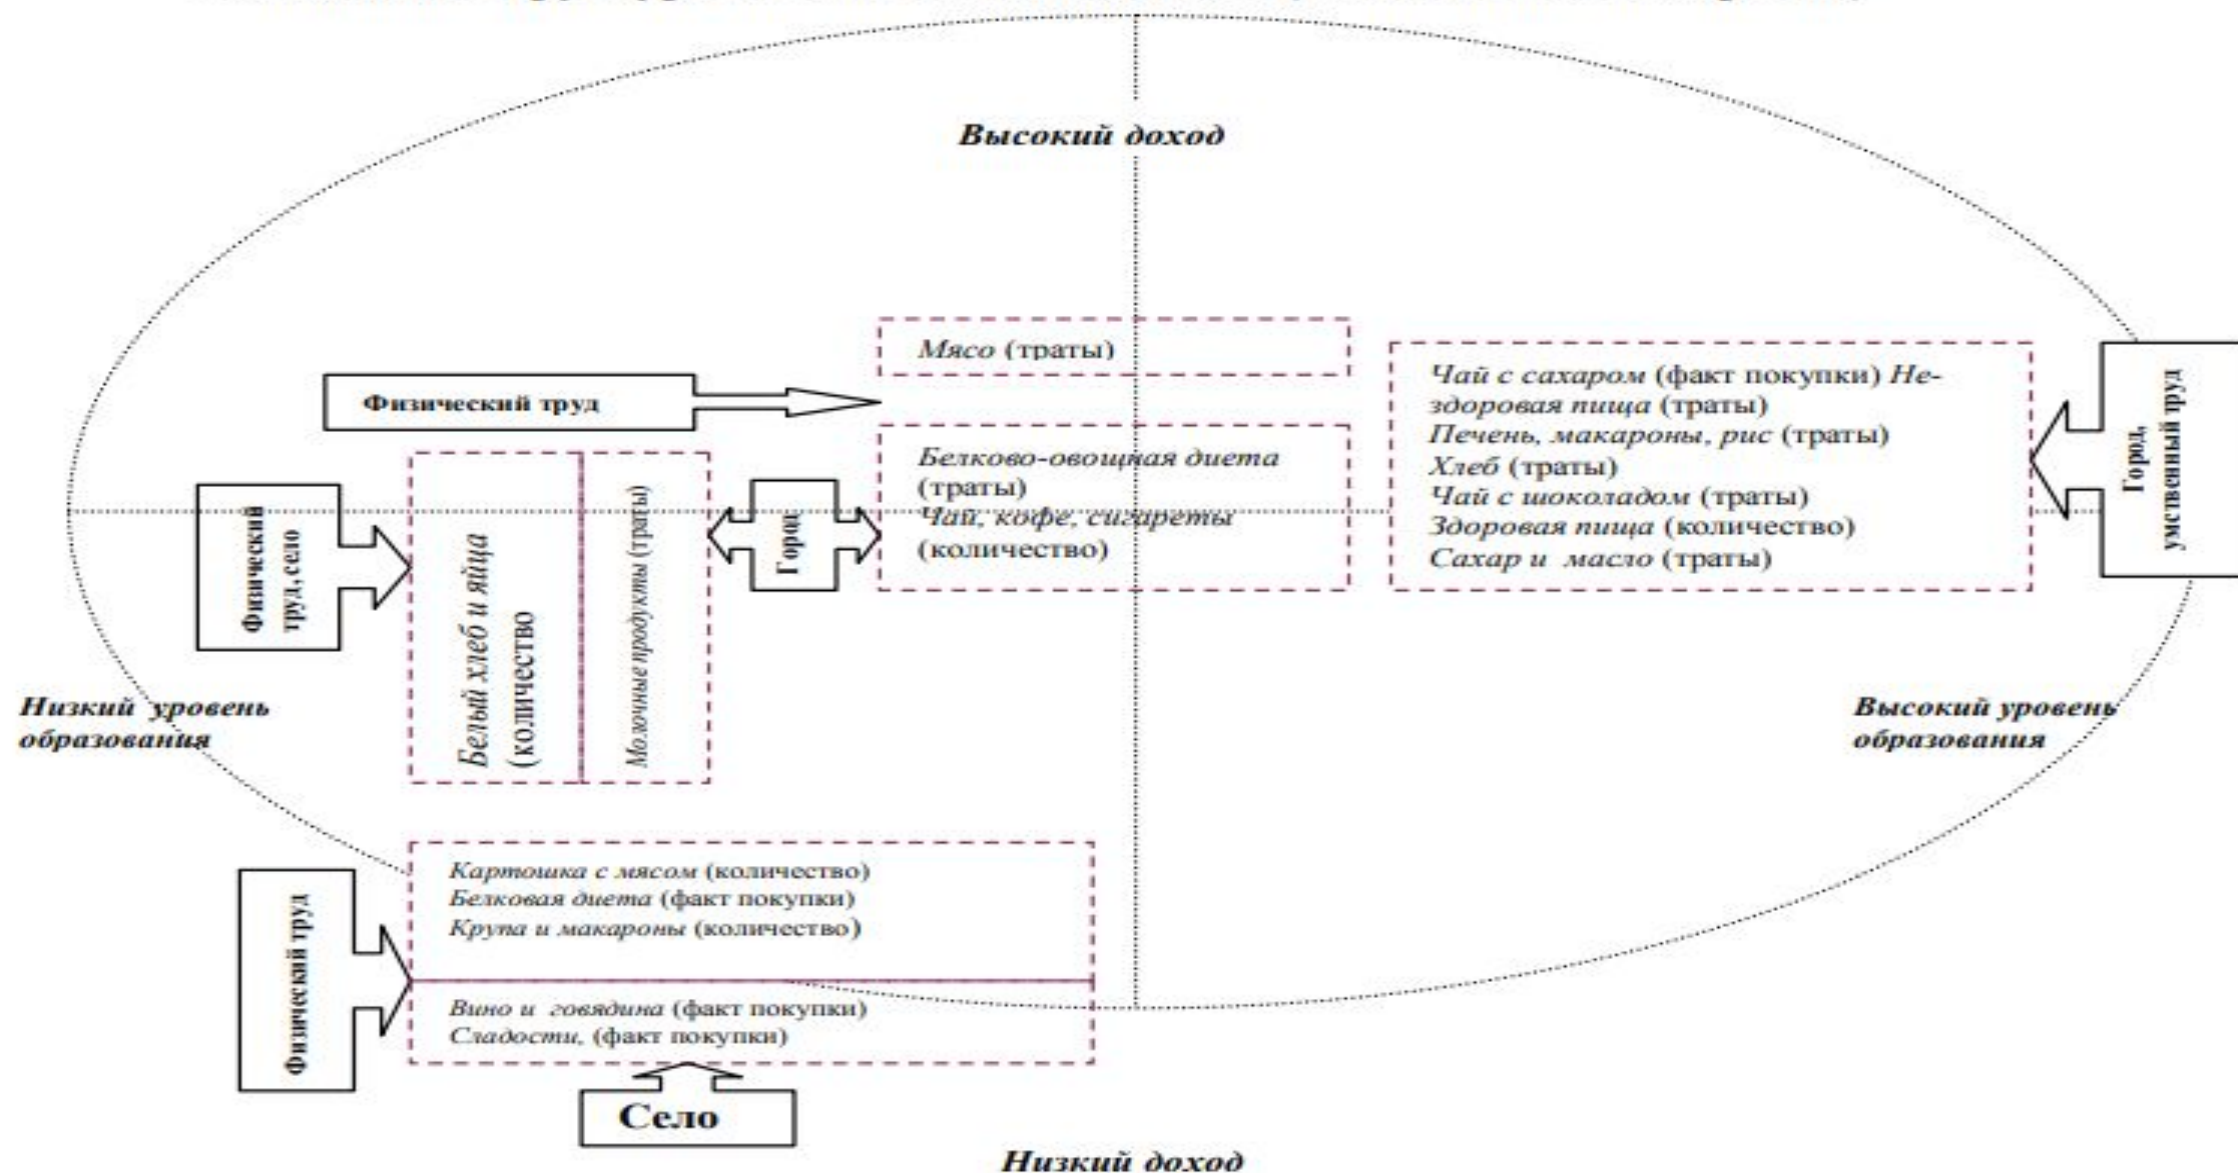 Высокий доход
Мясо (траты)
Физический труд
Чай с сахаром (факт покупки) Не-
здоровая пища (траты)
Печень, макароны, рис (траты)
Хлеб (траты)
Чай с шоколадом (траты)
Здоровая пища (количество)
Сахар и масло (траты)
Город,
умственный труд
Белково-овощная диета
(траты)
Чай, кофе, сигареты
(количество)
Город,
Физический
труд, село
Белый хлеб и яйца
(количество
Молочные продукты (траты)
Низкий уровень
образования
Высокий уровень
образования
Картошка с мясом (количество)
Белковая диета (факт покупки)
Крупа и макароны (количество)
Физический труд
Вино и говядина (факт покупки)
Сладости, (факт покупки)
Село
Низкий доход